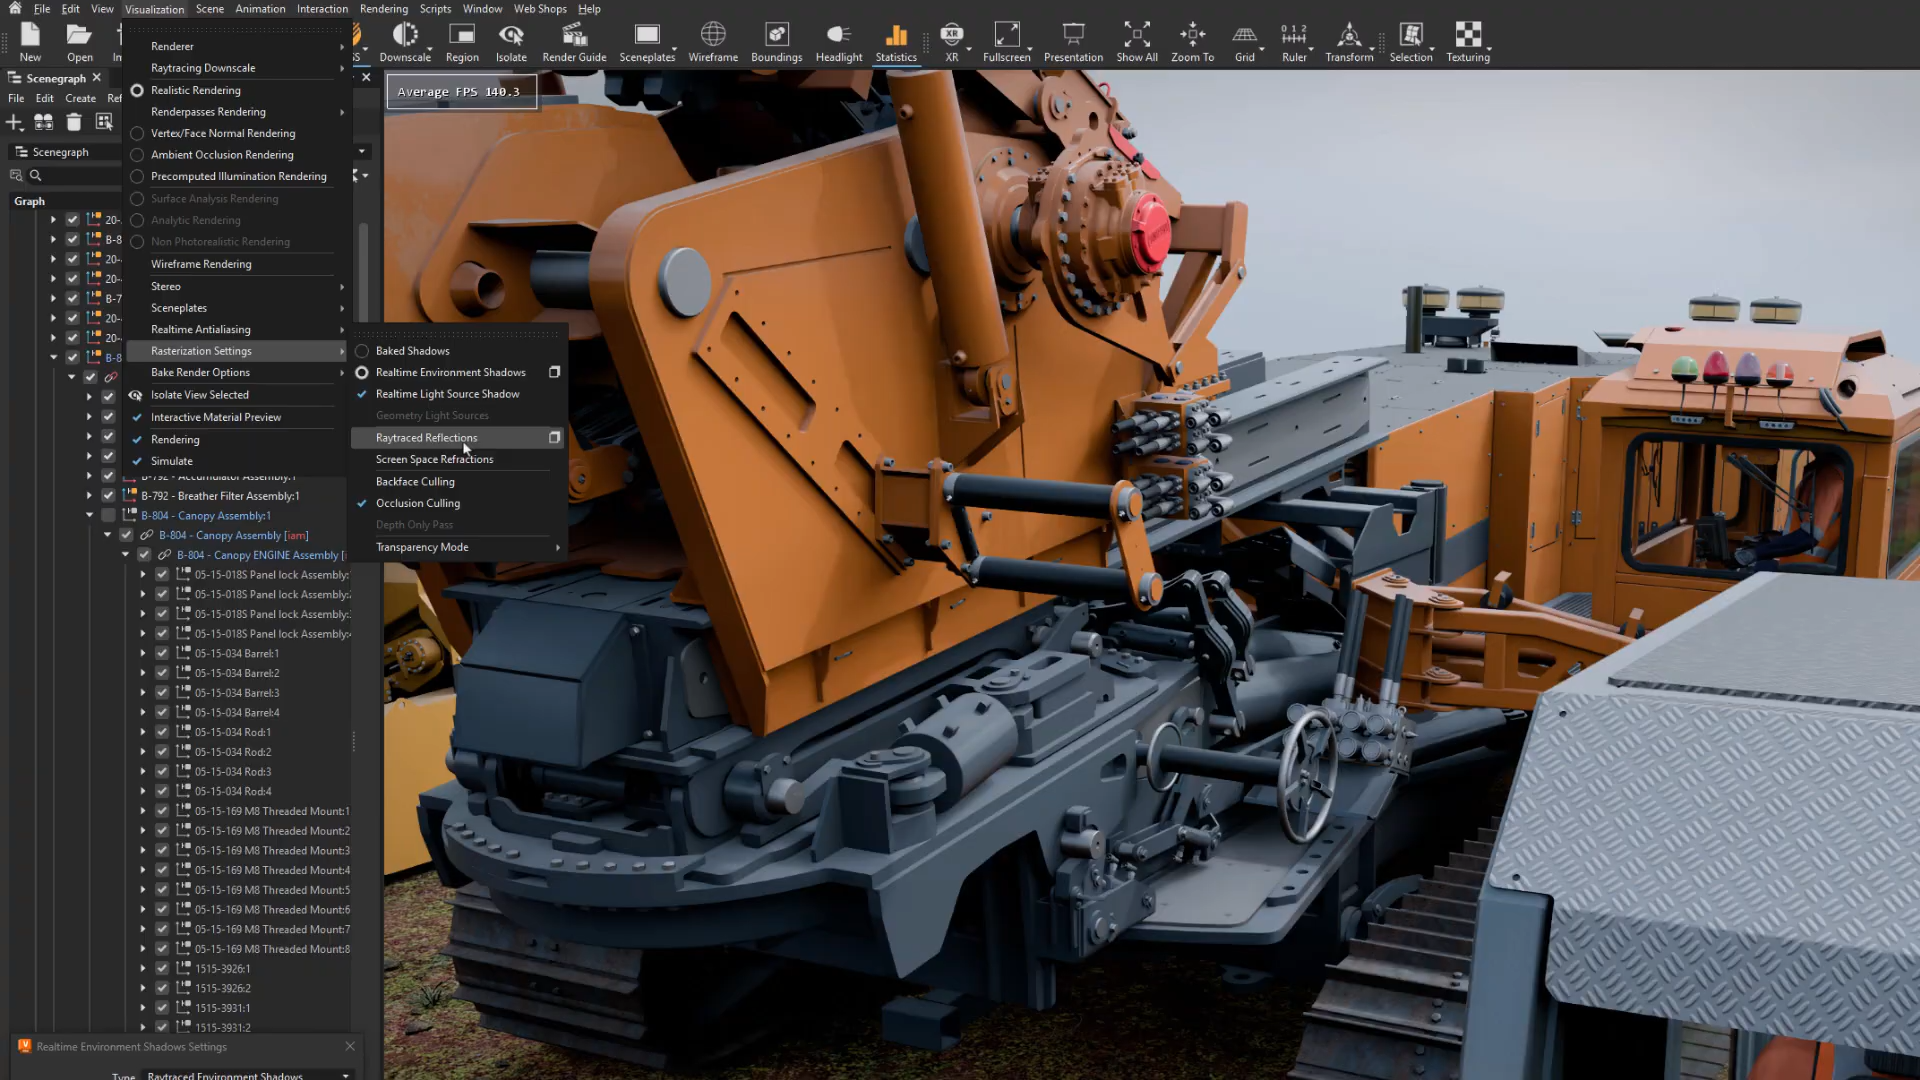 File Edit View Visualization Scene Animation Interaction Rendering Scripts Window Web Shops Help
New Open Downscale Region Isolate Render Guide Sceneplates Wireframe Boundings Headlight Statistics XR Fullscreen Presentation Show All Zoom To Grid Ruler Transform Selection Texturing
XR
0 1 2
Scenegraph
Average FPS 140.3
File Edit Create
Scenegraph
Graph
Renderer
Raytracing Downscale
Realistic Rendering
Renderpasses Rendering
Vertex/Face Normal Rendering
Ambient Occlusion Rendering
Precomputed Illumination Rendering
Surface Analysis Rendering
Analytic Rendering
Non Photorealistic Rendering
Wireframe Rendering
Stereo
Sceneplates
Realtime Antialiasing
Rasterization Settings
Bake Render Options
Isolate View Selected
Interactive Material Preview
Rendering
Simulate
Baked Shadows
Realtime Environment Shadows
Realtime Light Source Shadow
Geometry Light Sources
Raytraced Reflections
Screen Space Refractions
Backface Culling
Occlusion Culling
Depth Only Pass
Transparency Mode
B-792 - Accumulator Assembly:1
B-792 - Breather Filter Assembly:1
B-804 - Canopy Assembly:1
B-804 - Canopy Assembly [iam]
B-804 - Canopy ENGINE Assembly
05-15-018S Panel lock Assembly:
05-15-018S Panel lock Assembly:
05-15-018S Panel lock Assembly:
05-15-018S Panel lock Assembly:
05-15-034 Barrel:1
05-15-034 Barrel:2
05-15-034 Barrel:3
05-15-034 Barrel:4
05-15-034 Rod:1
05-15-034 Rod:2
05-15-034 Rod:3
05-15-034 Rod:4
05-15-169 M8 Threaded Mount:1
05-15-169 M8 Threaded Mount:2
05-15-169 M8 Threaded Mount:3
05-15-169 M8 Threaded Mount:4
05-15-169 M8 Threaded Mount:5
05-15-169 M8 Threaded Mount:6
05-15-169 M8 Threaded Mount:7
05-15-169 M8 Threaded Mount:8
1515-3926:1
1515-3926:2
1515-3931:1
1515-3931:2
Realtime Environment Shadows Settings
Type Raytraced Environment Shadows